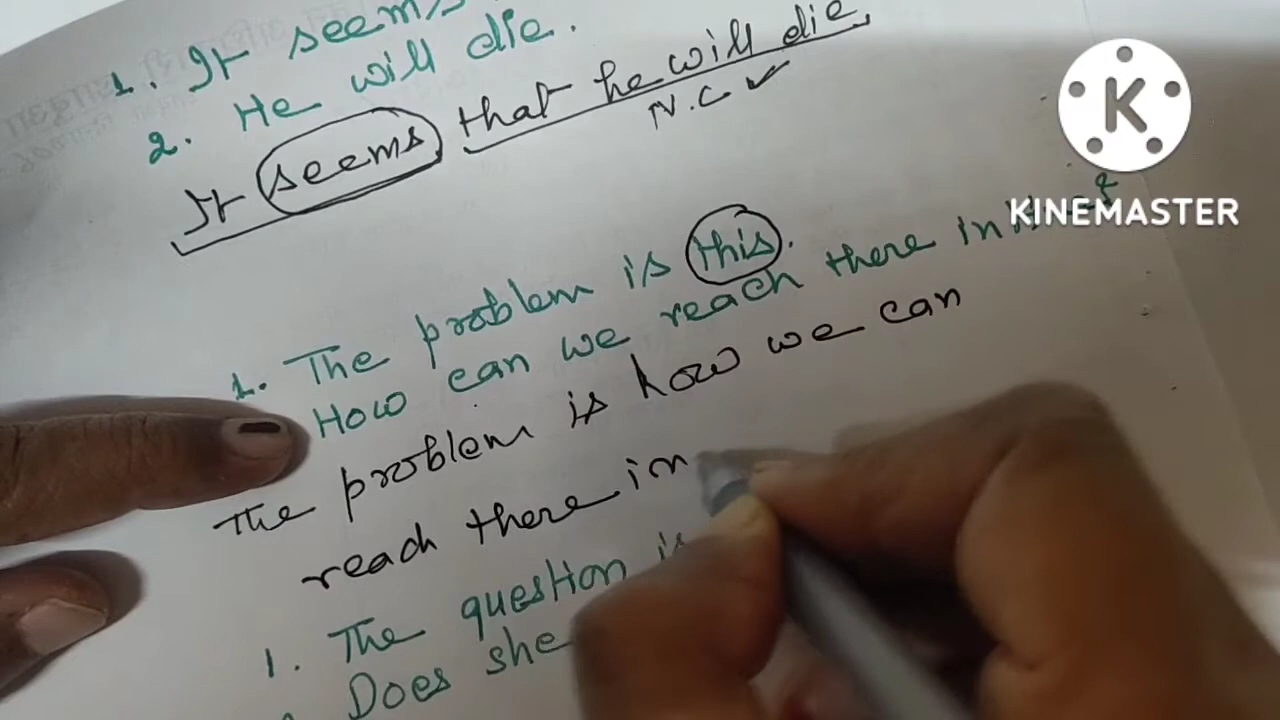 1. It seems
2. He will die.
It seems that he will die
N.C ✓
1. The problem is this.
How can we reach there in
The problem is how we can
reach there in
1. The question is
Does she
K
KINEMASTER